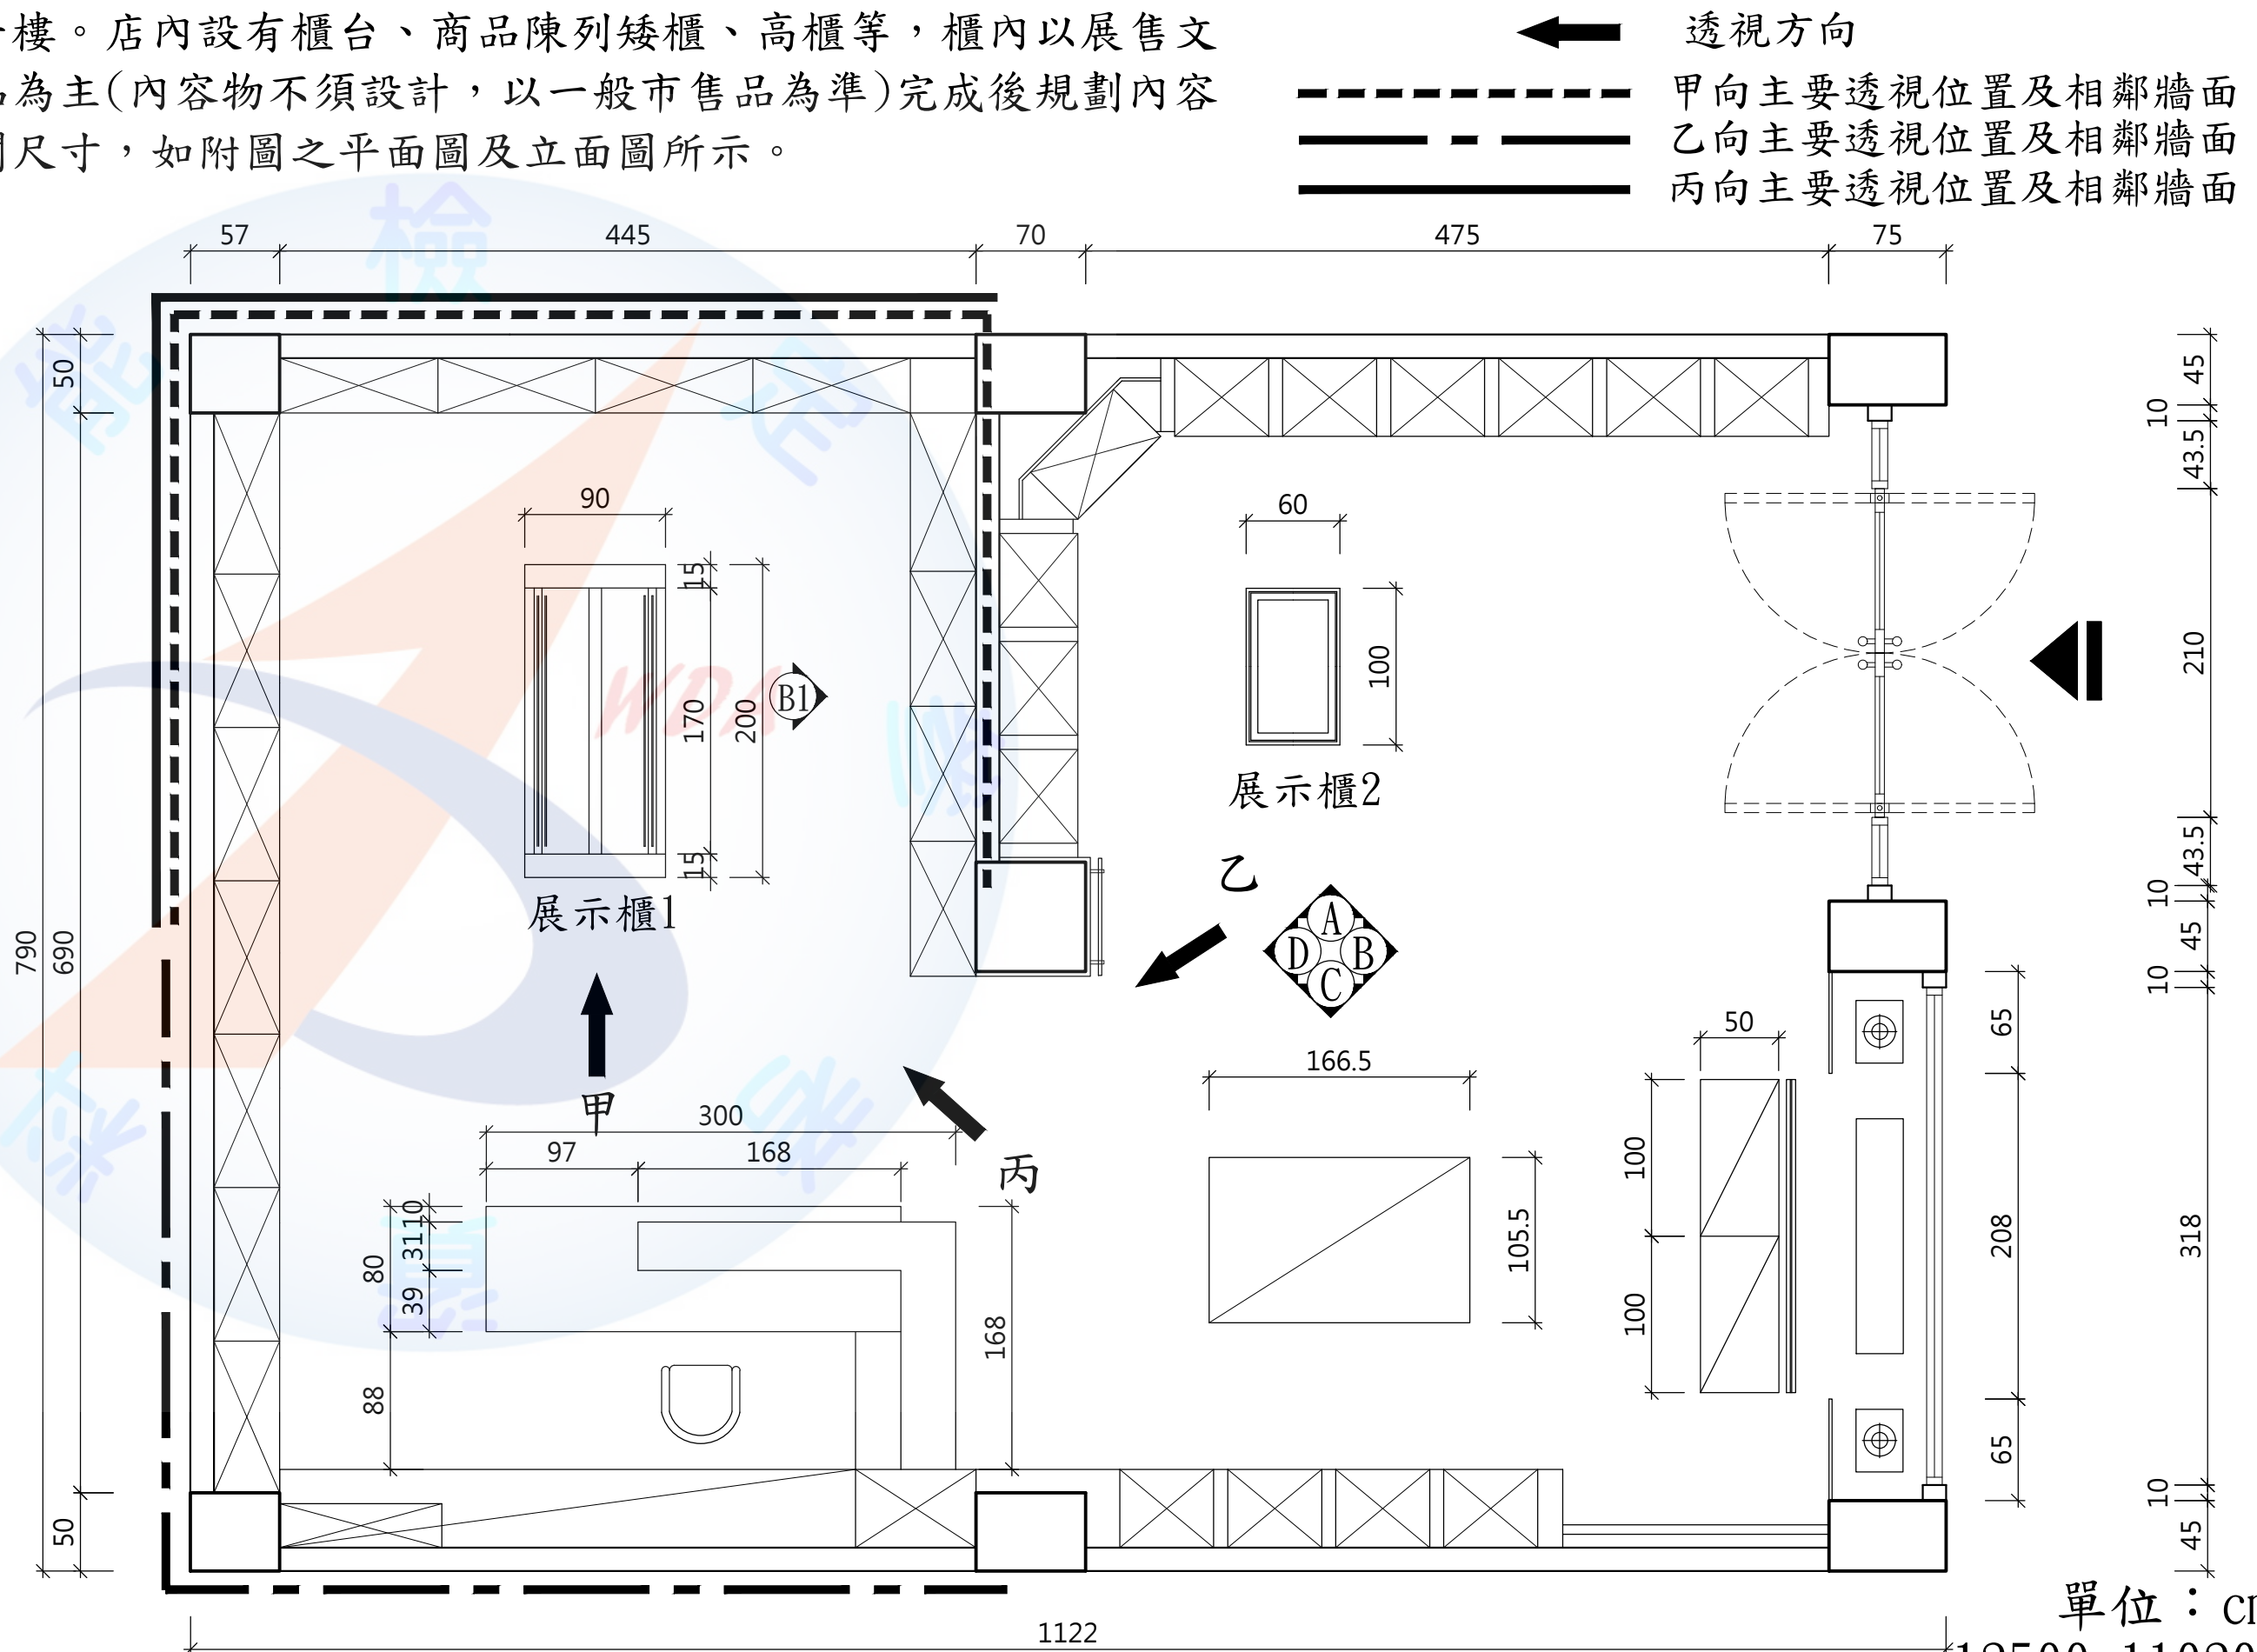 樓。店內設有櫃台、商品陳列矮櫃、高櫃等，櫃內以展售文
為主(內容物不須設計，以一般市售品為準)完成後規劃內容
尺寸，如附圖之平面圖及立面圖所示。
透視方向
甲向主要透視位置及相鄰牆面
乙向主要透視位置及相鄰牆面
丙向主要透視位置及相鄰牆面
57 445 70 475 75
50
690
790
50
45
10
43.5
210
43.5
10
45
10
318
10
45
90
15
170
15
200
B1
展示櫃1
60
100
展示櫃2
乙
A
D B
C
甲
丙
300
97 168
10
31
39
80
88
168
166.5
105.5
50
100
100
65
208
65
WDA
1122
單位：